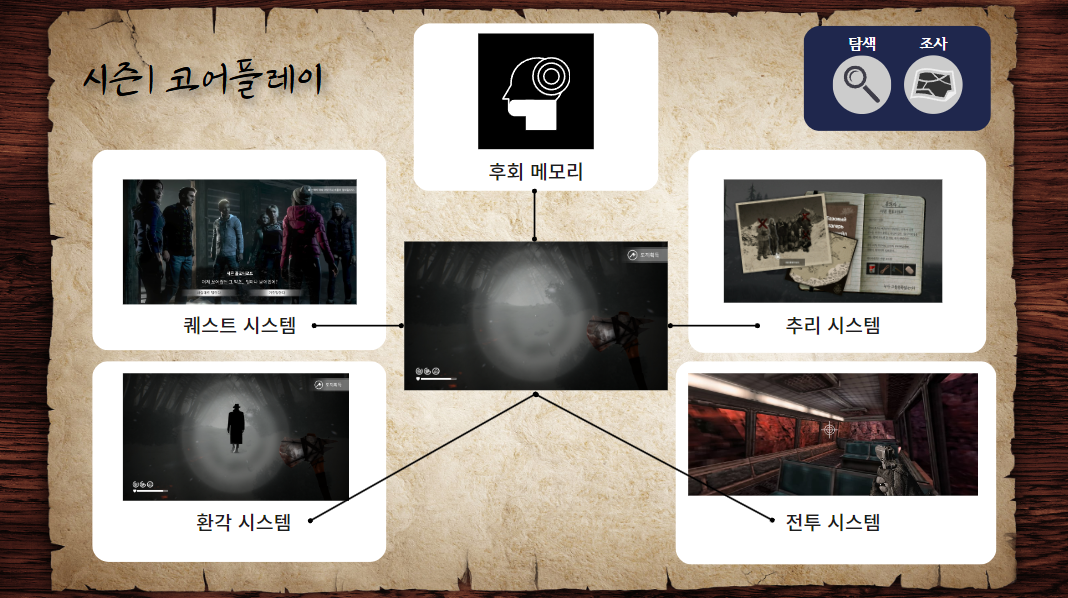 시즌1 코어플레이
탐색
조사
후회 메모리
퀘스트 시스템
추리 시스템
환각 시스템
전투 시스템